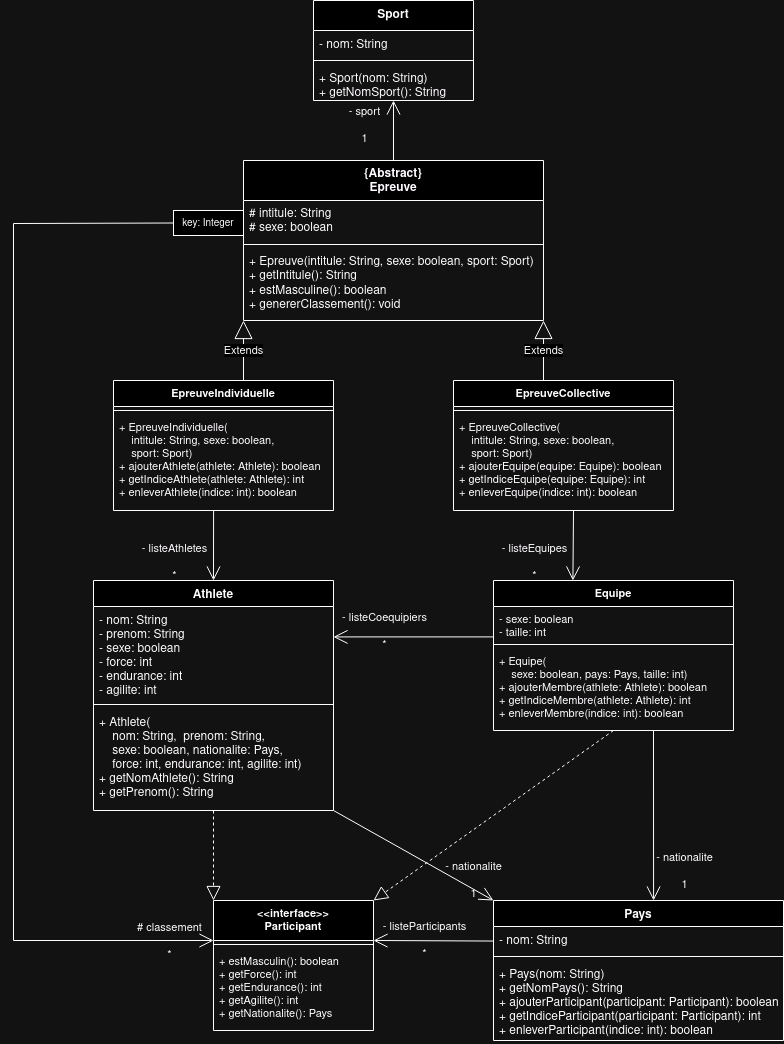 Sport
- nom: String
+ Sport(nom: String)
+ getNomSport(): String
- sport
1
{Abstract}
Epreuve
key: Integer
# intitule: String
# sexe: boolean
+ Epreuve(intitule: String, sexe: boolean, sport: Sport)
+ getIntitule(): String
+ estMasculine(): boolean
+ genererClassement(): void
Extends
Extends
EpreuveIndividuelle
+ EpreuveIndividuelle(
intitule: String, sexe: boolean,
sport: Sport)
+ ajouterAthlete(athlete: Athlete): boolean
+ getIndiceAthlete(athlete: Athlete): int
+ enleverAthlete(indice: int): boolean
EpreuveCollective
+ EpreuveCollective(
intitule: String, sexe: boolean,
sport: Sport)
+ ajouterEquipe(equipe: Equipe): boolean
+ getIndiceEquipe(equipe: Equipe): int
+ enleverEquipe(indice: int): boolean
- listeAthletes
*
- listeEquipes
*
Athlete
- nom: String
- prenom: String
- sexe: boolean
- force: int
- endurance: int
- agilite: int
+ Athlete(
nom: String, prenom: String,
sexe: boolean, nationalite: Pays,
force: int, endurance: int, agilite: int)
+ getNomAthlete(): String
+ getPrenom(): String
- listeCoequipiers
*
Equipe
- sexe: boolean
- taille: int
+ Equipe(
sexe: boolean, pays: Pays, taille: int)
+ ajouterMembre(athlete: Athlete): boolean
+ getIndiceMembre(athlete: Athlete): int
+ enleverMembre(indice: int): boolean
- nationalite
1
- nationalite
1
# classement
*
<<interface>>
Participant
+ estMasculin(): boolean
+ getForce(): int
+ getEndurance(): int
+ getAgilite(): int
+ getNationalite(): Pays
- listeParticipants
*
Pays
- nom: String
+ Pays(nom: String)
+ getNomPays(): String
+ ajouterParticipant(participant: Participant): boolean
+ getIndiceParticipant(participant: Participant): int
+ enleverParticipant(indice: int): boolean